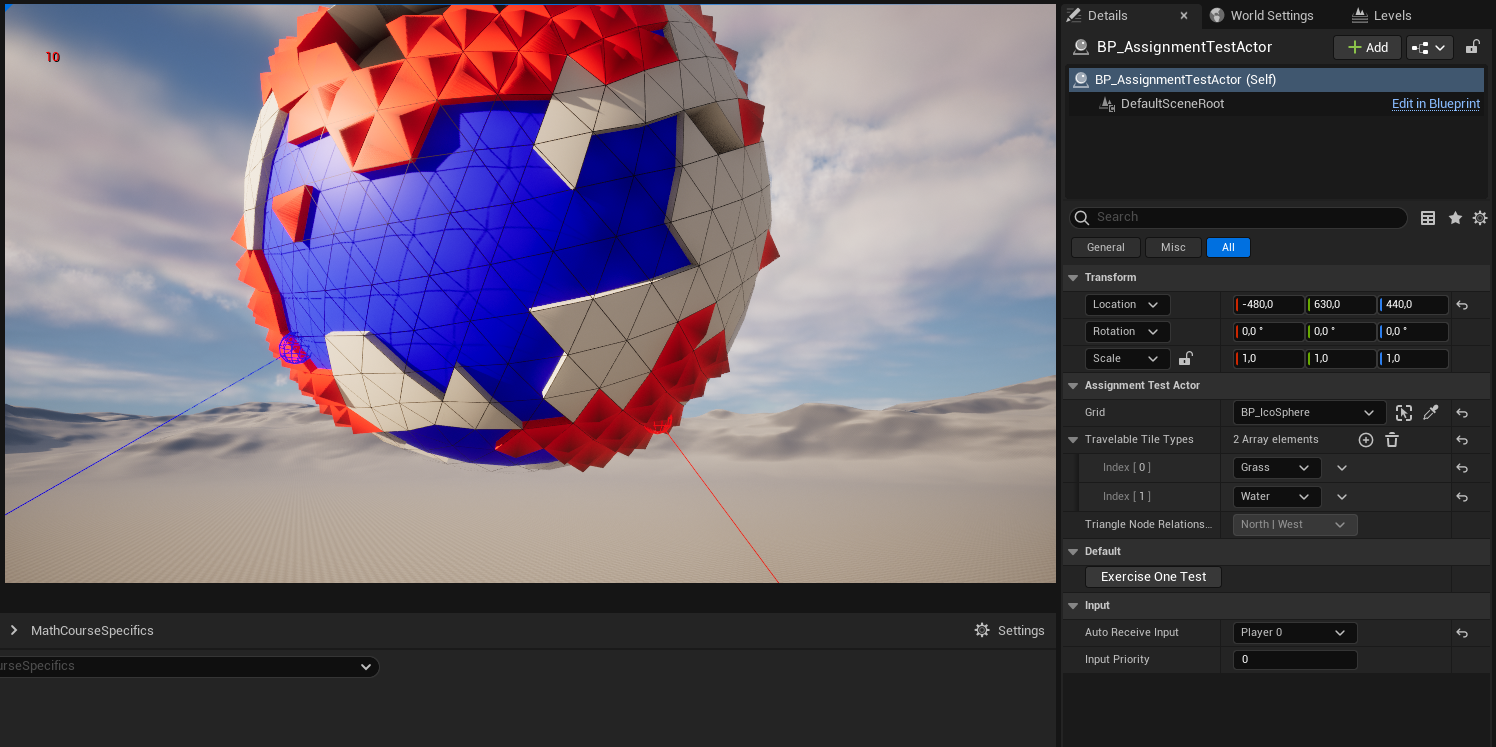 10
Details
World Settings
Levels
BP_AssignmentTestActor
Add
BP_AssignmentTestActor (Self)
DefaultSceneRoot
Edit in Blueprint
Search
General
Misc
All
Transform
Location
-480,0
630,0
440,0
Rotation
0,0 °
0,0 °
0,0 °
Scale
1,0
1,0
1,0
Assignment Test Actor
Grid
BP_IcoSphere
Travelable Tile Types
2 Array elements
Index [ 0 ]
Grass
Index [ 1 ]
Water
Triangle Node Relations...
North | West
Default
Exercise One Test
Input
Auto Receive Input
Player 0
Input Priority
0
MathCourseSpecifics
Settings
urseSpecifics